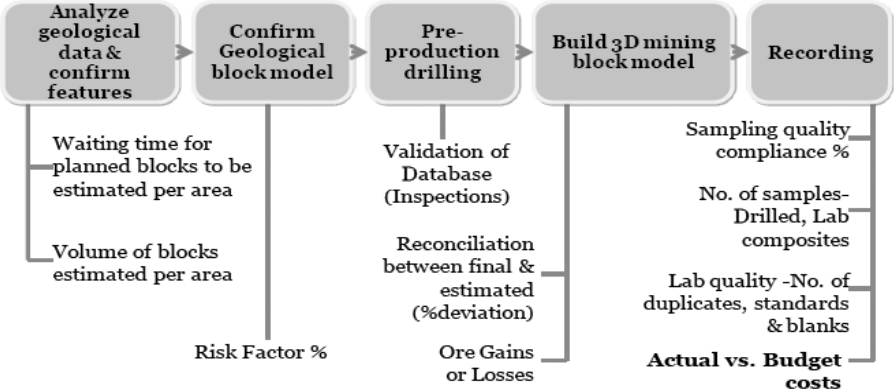 Analyze
geological
data &
confirm
features
Confirm
Geological
block model
Pre-
production
drilling
Build 3D mining
block model
Recording
Waiting time for
planned blocks to be
estimated per area
Volume of blocks
estimated per area
Risk Factor %
Validation of
Database
(Inspections)
Reconciliation
between final &
estimated
(%deviation)
Ore Gains
or Losses
Sampling quality
compliance %
No. of samples-
Drilled, Lab
composites
Lab quality -No. of
duplicates, standards
& blanks
Actual vs. Budget
costs